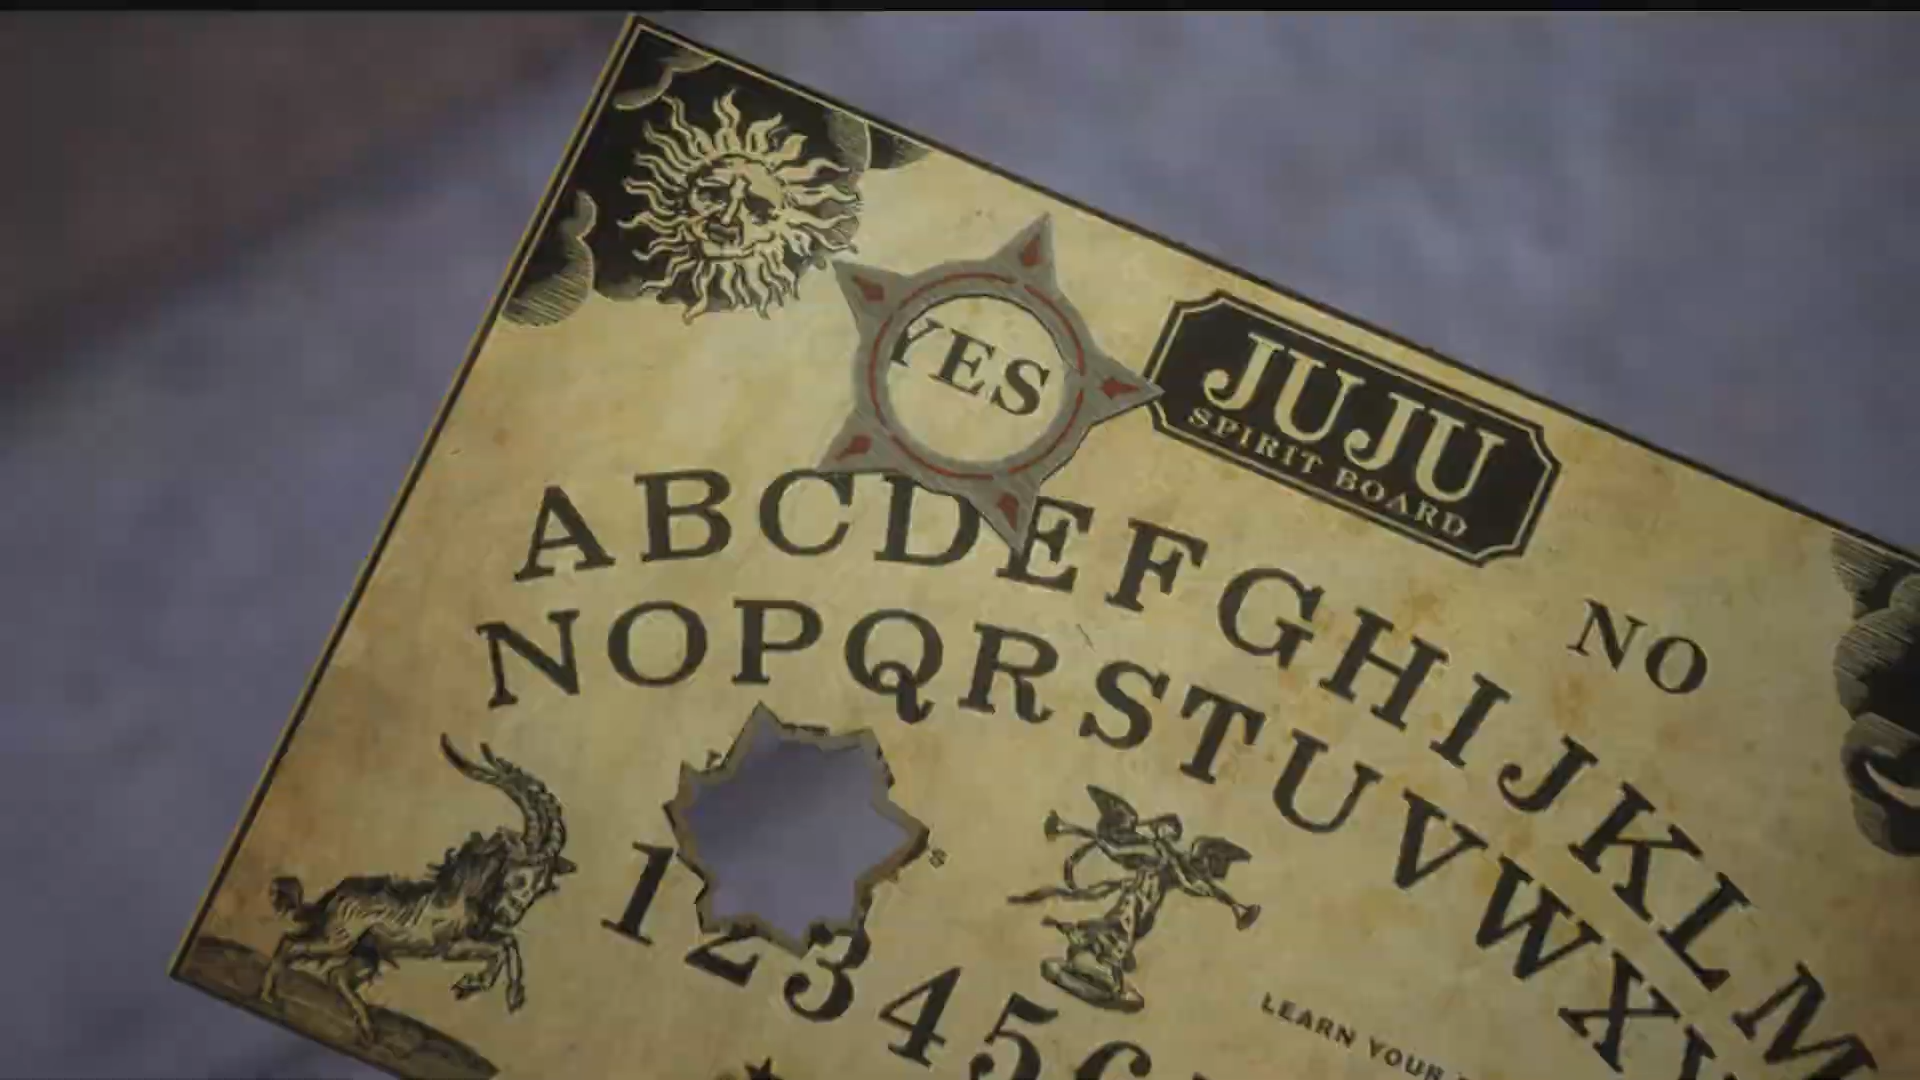 YES
JUJU
SPIRIT BOARD
NO
ABCDEFGHIJKLM
NOPQRSTUVWX
12345
LEARN YOUR